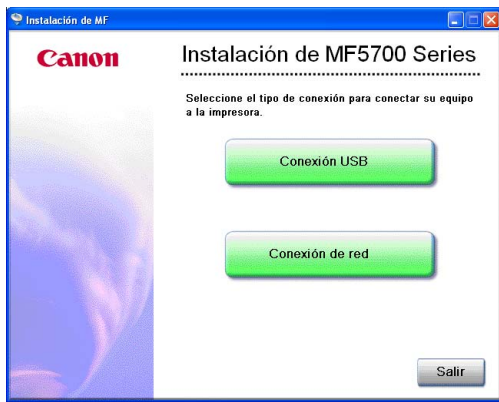 Instalación de MF
Canon
Instalación de MF5700 Series
Seleccione el tipo de conexión para conectar su equipo
a la impresora.
Conexión USB
Conexión de red
Salir